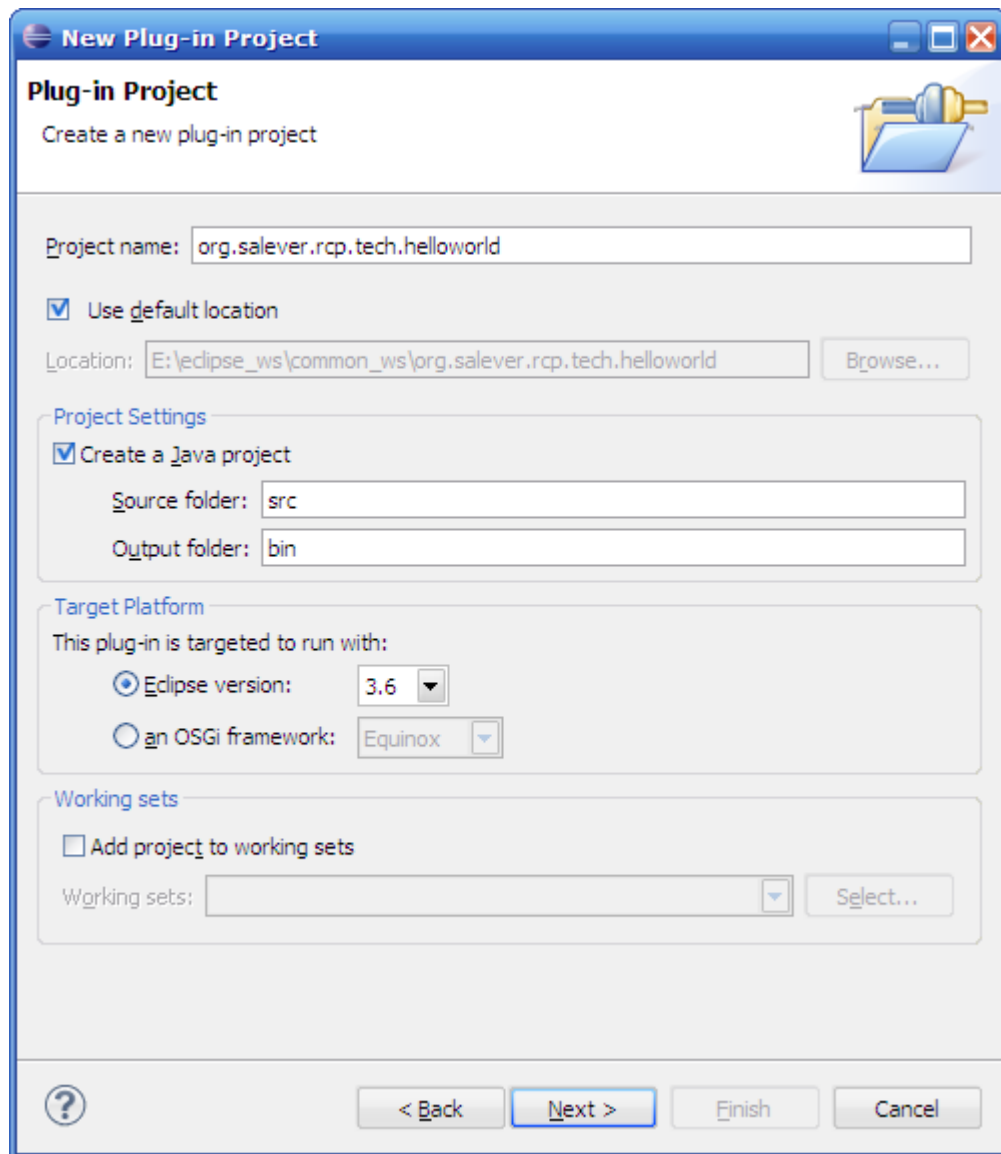 New Plug-in Project
Plug-in Project
Create a new plug-in project
Project name: org.salever.rcp.tech.helloworld
Use default location
Location: E:\eclipse_ws\common_ws\org.salever.rcp.tech.helloworld Browse...
Project Settings
Create a Java project
Source folder: src
Output folder: bin
Target Platform
This plug-in is targeted to run with:
Eclipse version: 3.6
an OSGi framework: Equinox
Working sets
Add project to working sets
Working sets: Select...
? < Back Next > Finish Cancel